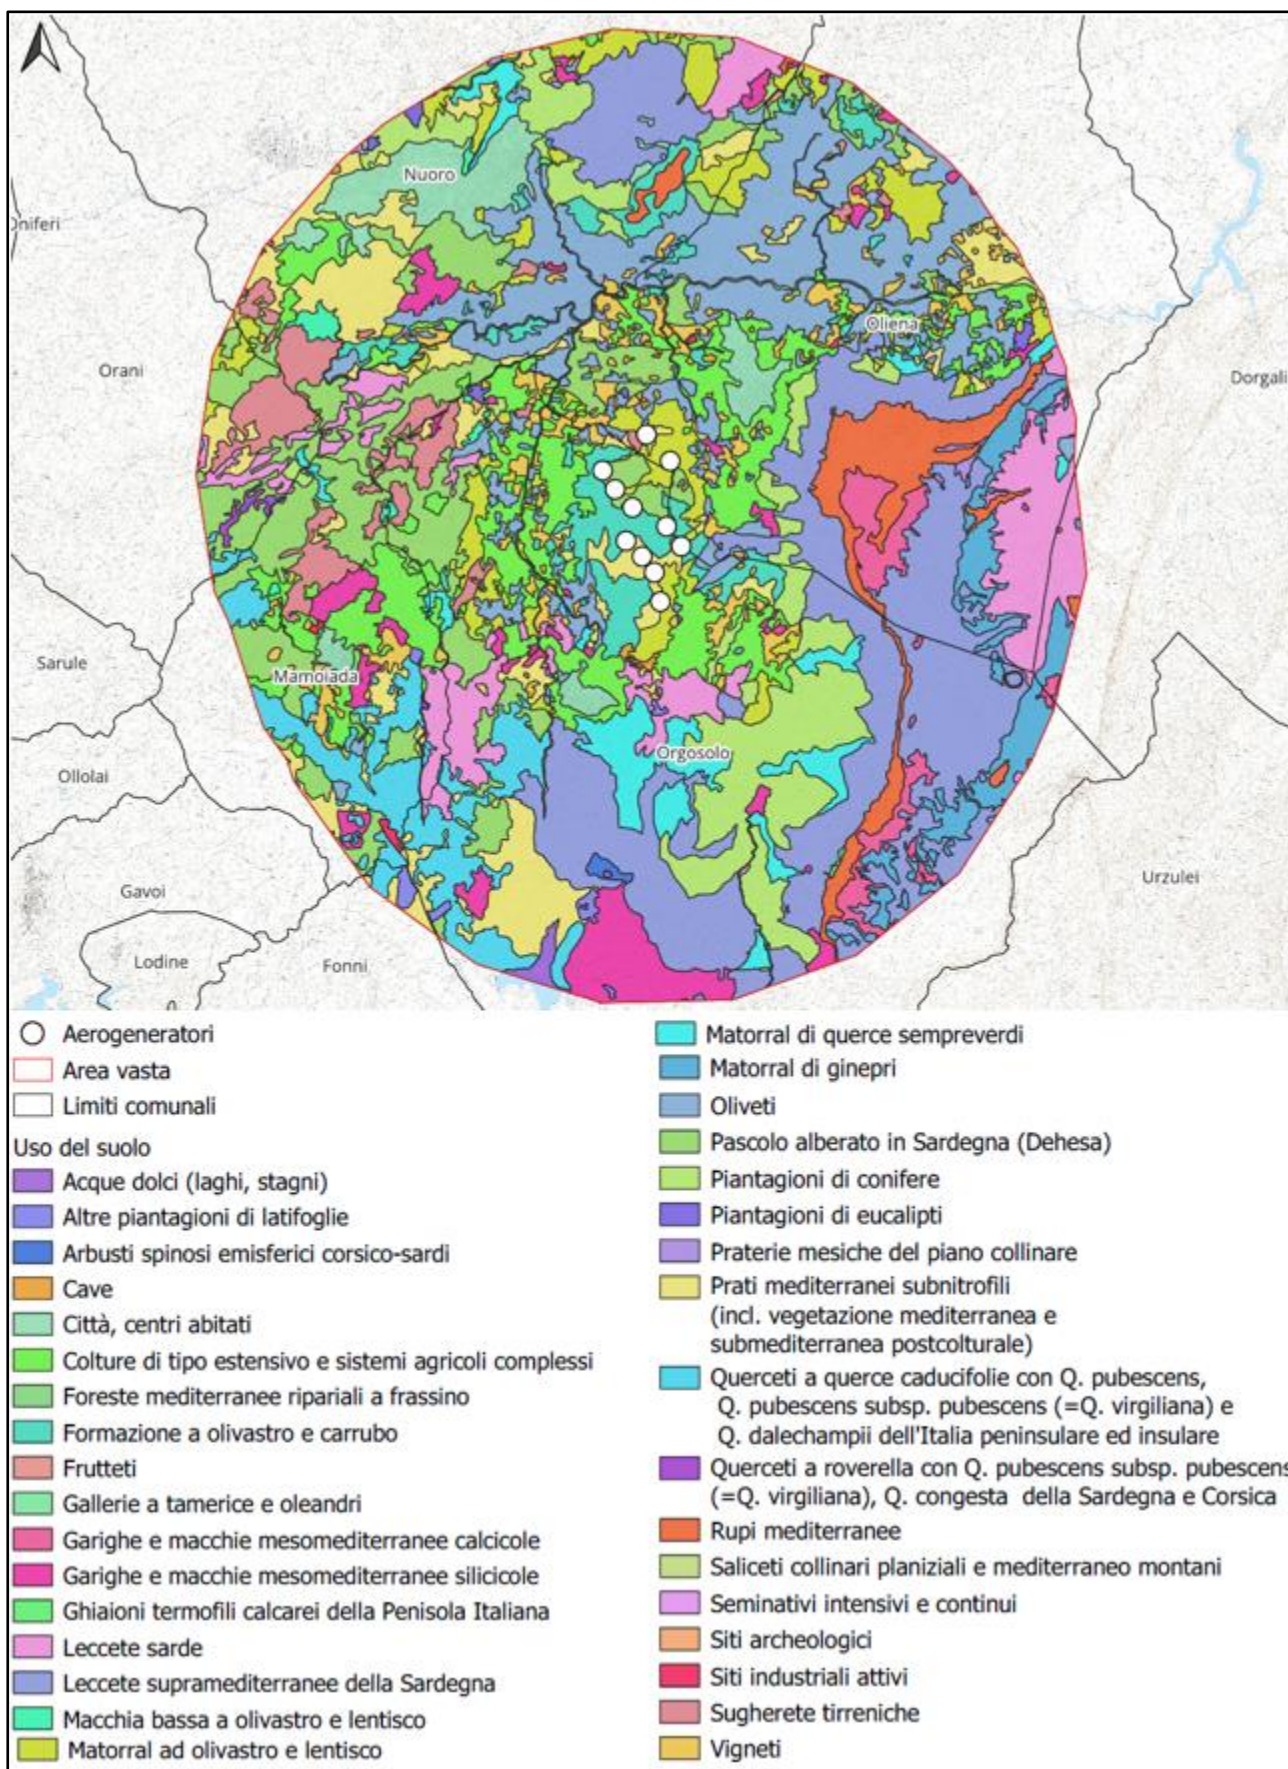 Nuoro
Oniferi
Oliena
Orani
Dorgali
Sarule
Mamoiada
Orgosolo
Ollolai
Gavoi
Urzulei
Lodine
Fonni
Aerogeneratori
Area vasta
Limiti comunali
Uso del suolo
Acque dolci (laghi, stagni)
Altre piantagioni di latifoglie
Arbusti spinosi emisferici corsico-sardi
Cave
Città, centri abitati
Colture di tipo estensivo e sistemi agricoli complessi
Foreste mediterranee ripariali a frassino
Formazione a olivastro e carrubo
Frutteti
Gallerie a tamerice e oleandri
Garighe e macchie mesomediterranee calcicole
Garighe e macchie mesomediterranee silicicole
Ghiaioni termofili calcarei della Penisola Italiana
Leccete sarde
Leccete supramediterranee della Sardegna
Macchia bassa a olivastro e lentisco
Matorral ad olivastro e lentisco
Matorral di querce sempreverdi
Matorral di ginepri
Oliveti
Pascolo alberato in Sardegna (Dehesa)
Piantagioni di conifere
Piantagioni di eucalipti
Praterie mesiche del piano collinare
Prati mediterranei subnitrofili
(incl. vegetazione mediterranea e
submediterranea postcolturale)
Querceti a querce caducifolie con Q. pubescens,
Q. pubescens subsp. pubescens (=Q. virgiliana) e
Q. dalechampii dell'Italia peninsulare ed insulare
Querceti a roverella con Q. pubescens subsp. pubescens
(=Q. virgiliana), Q. congesta della Sardegna e Corsica
Rupi mediterranee
Saliceti collinari planiziali e mediterraneo montani
Seminativi intensivi e continui
Siti archeologici
Siti industriali attivi
Sugherete tirreniche
Vigneti